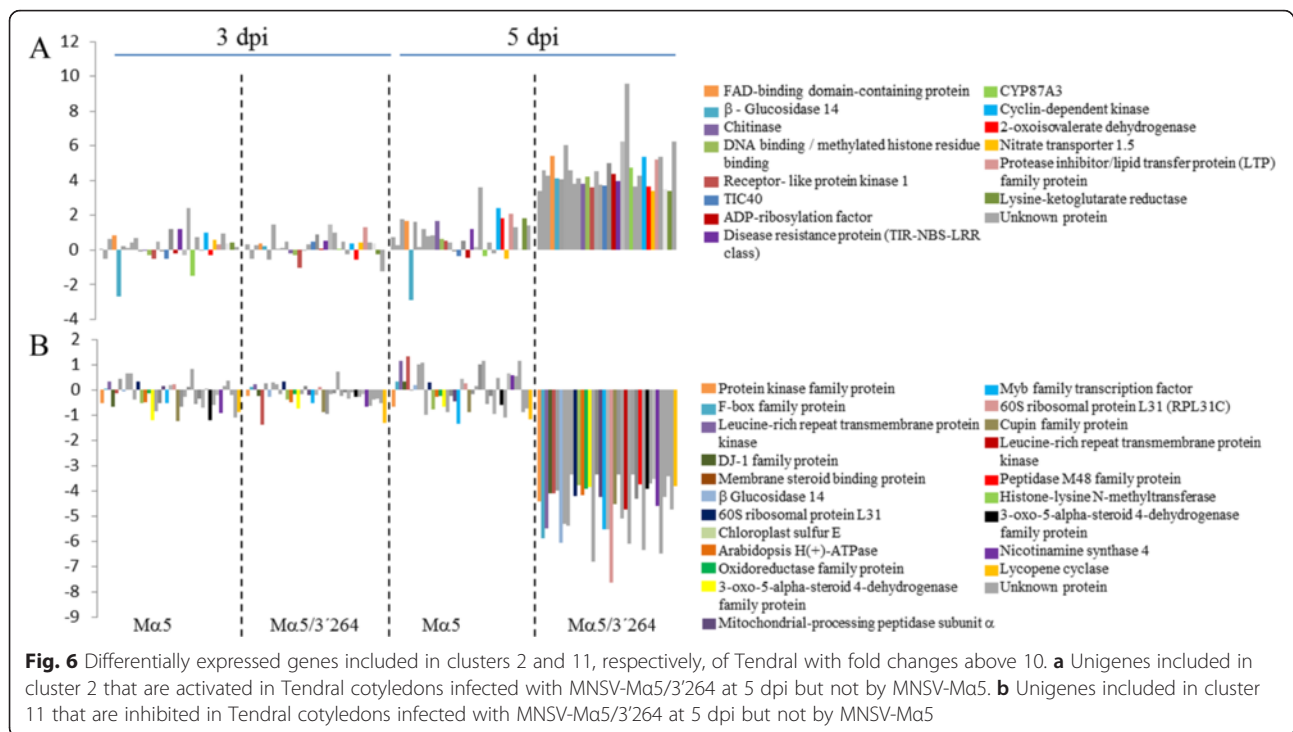 A
3 dpi
5 dpi
12
10
8
6
4
2
0
-2
-4
FAD-binding domain-containing protein
β - Glucosidase 14
Chitinase
DNA binding / methylated histone residue
binding
Receptor- like protein kinase 1
TIC40
ADP-ribosylation factor
Disease resistance protein (TIR-NBS-LRR
class)
CYP87A3
Cyclin-dependent kinase
2-oxoisovalerate dehydrogenase
Nitrate transporter 1.5
Protease inhibitor/lipid transfer protein (LTP)
family protein
Lysine-ketoglutarate reductase
Unknown protein
B
2
1
0
-1
-2
-3
-4
-5
-6
-7
-8
-9
Mα5
Mα5/3´264
Mα5
Mα5/3´264
Protein kinase family protein
F-box family protein
Leucine-rich repeat transmembrane protein
kinase
DJ-1 family protein
Membrane steroid binding protein
β Glucosidase 14
60S ribosomal protein L31
Chloroplast sulfur E
Arabidopsis H(+)-ATPase
Oxidoreductase family protein
3-oxo-5-alpha-steroid 4-dehydrogenase
family protein
Mitochondrial-processing peptidase subunit α
Myb family transcription factor
60S ribosomal protein L31 (RPL31C)
Cupin family protein
Leucine-rich repeat transmembrane protein
kinase
Peptidase M48 family protein
Histone-lysine N-methyltransferase
3-oxo-5-alpha-steroid 4-dehydrogenase
family protein
Nicotinamine synthase 4
Lycopene cyclase
Unknown protein
Fig. 6 Differentially expressed genes included in clusters 2 and 11, respectively, of Tendral with fold changes above 10. a Unigenes included in
cluster 2 that are activated in Tendral cotyledons infected with MNSV-Mα5/3'264 at 5 dpi but not by MNSV-Mα5. b Unigenes included in cluster
11 that are inhibited in Tendral cotyledons infected with MNSV-Mα5/3'264 at 5 dpi but not by MNSV-Mα5